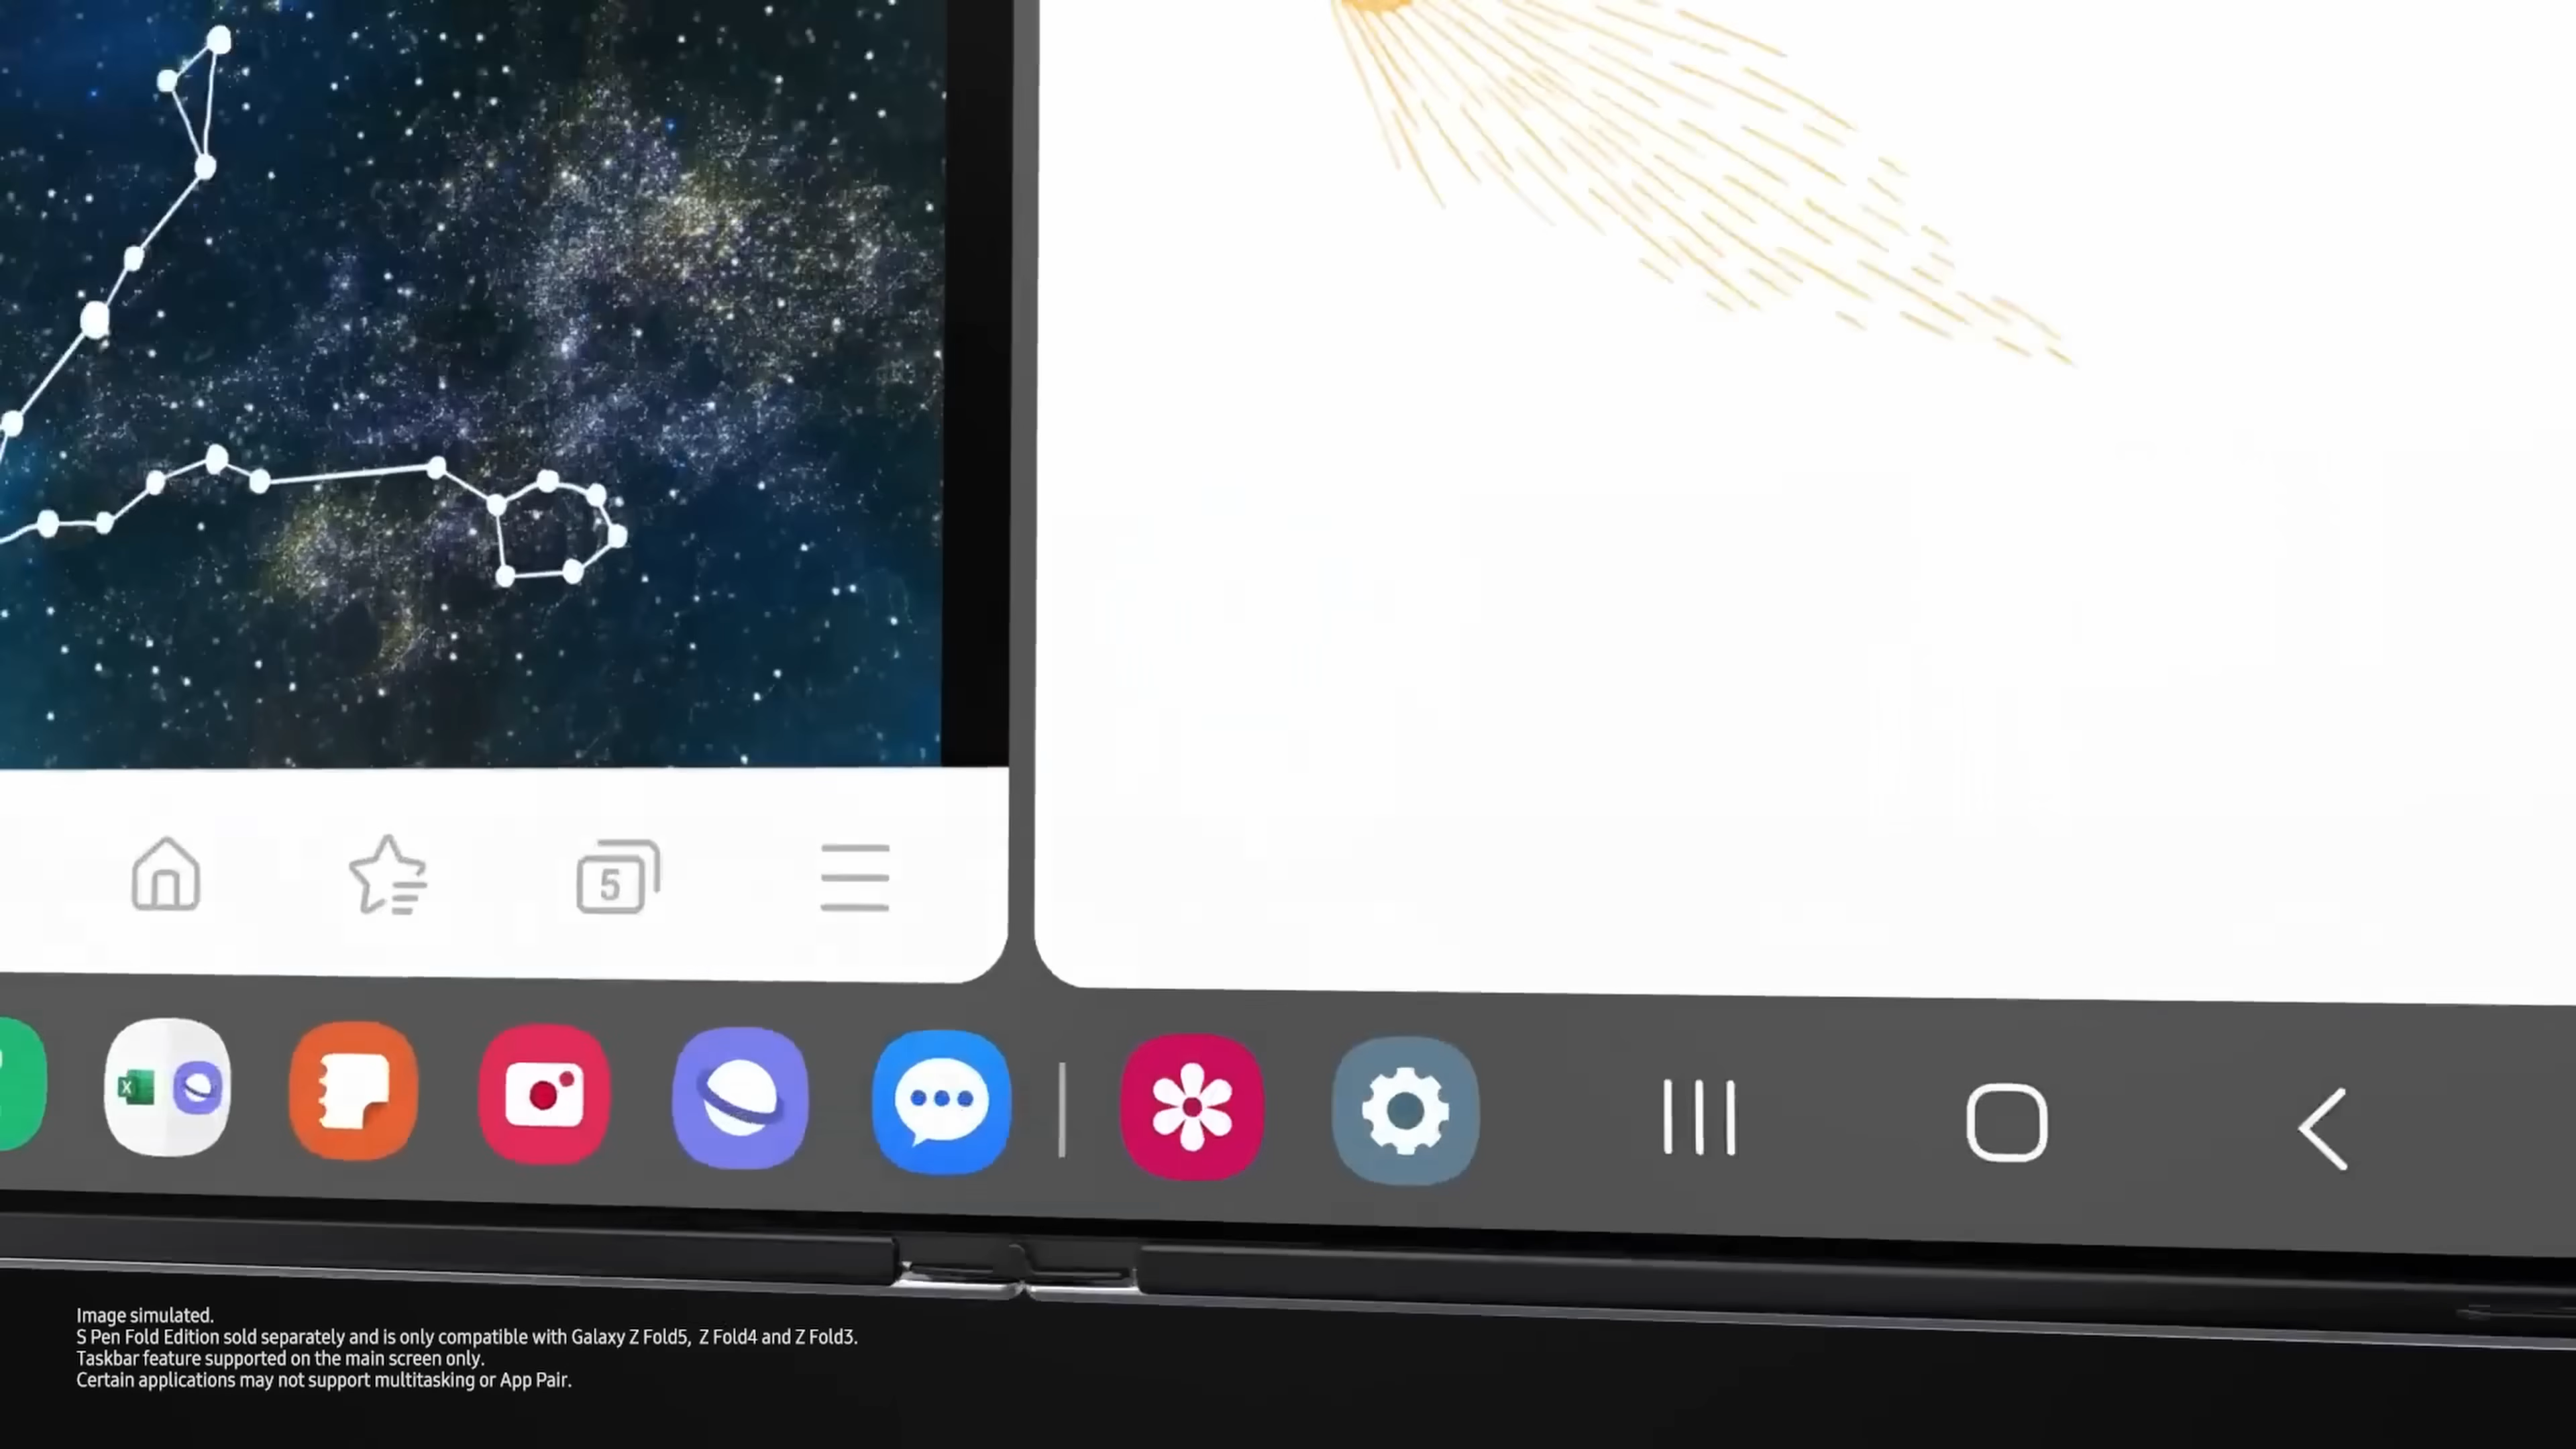 5
X
Image simulated.
S Pen Fold Edition sold separately and is only compatible with Galaxy Z Fold5, Z Fold4 and Z Fold3.
Taskbar feature supported on the main screen only.
Certain applications may not support multitasking or App Pair.